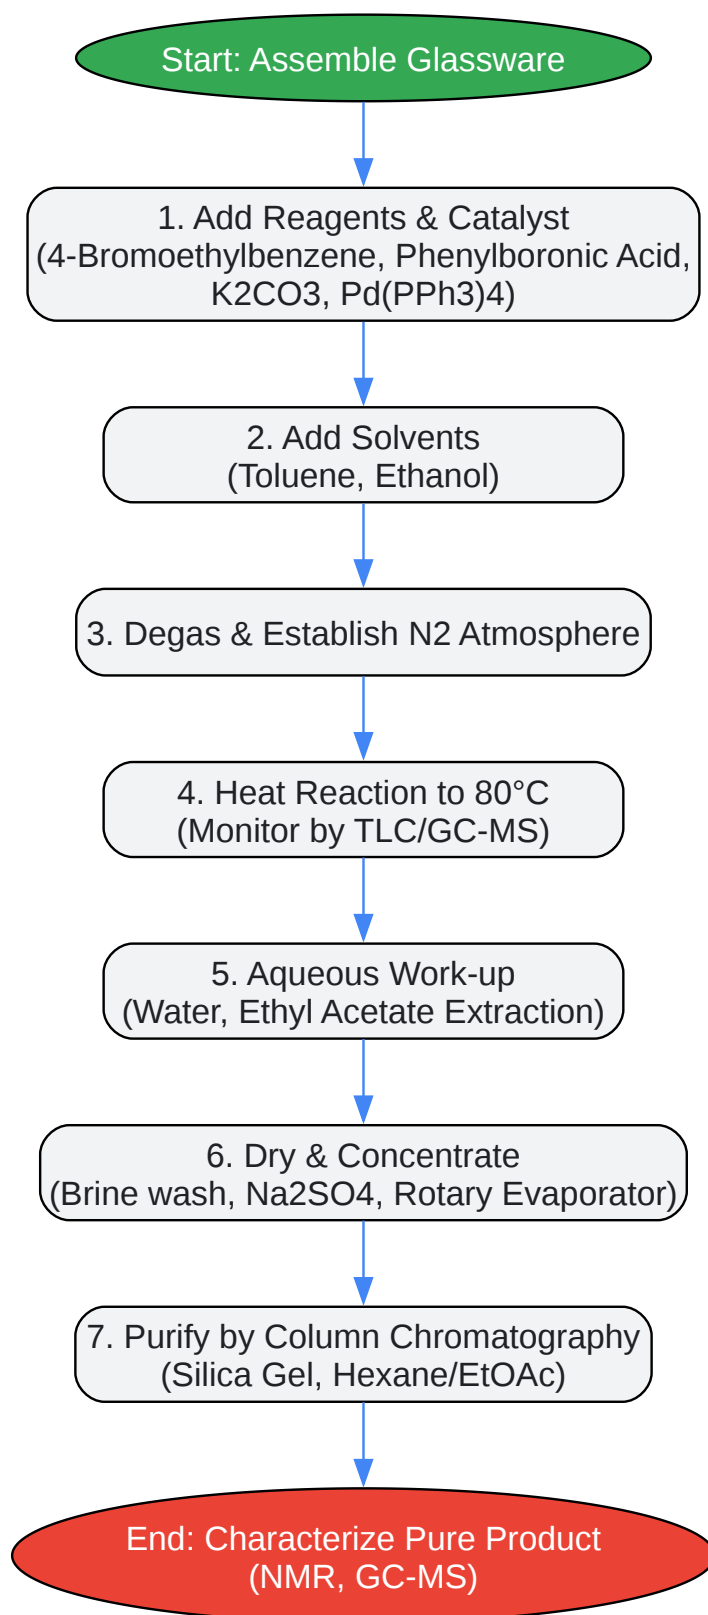 Start: Assemble Glassware
1. Add Reagents & Catalyst
(4-Bromoethylbenzene, Phenylboronic Acid,
K2CO3, Pd(PPh3)4)
2. Add Solvents
(Toluene, Ethanol)
3. Degas & Establish N2 Atmosphere
4. Heat Reaction to 80°C
(Monitor by TLC/GC-MS)
5. Aqueous Work-up
(Water, Ethyl Acetate Extraction)
6. Dry & Concentrate
(Brine wash, Na2SO4, Rotary Evaporator)
7. Purify by Column Chromatography
(Silica Gel, Hexane/EtOAc)
End: Characterize Pure Product
(NMR, GC-MS)